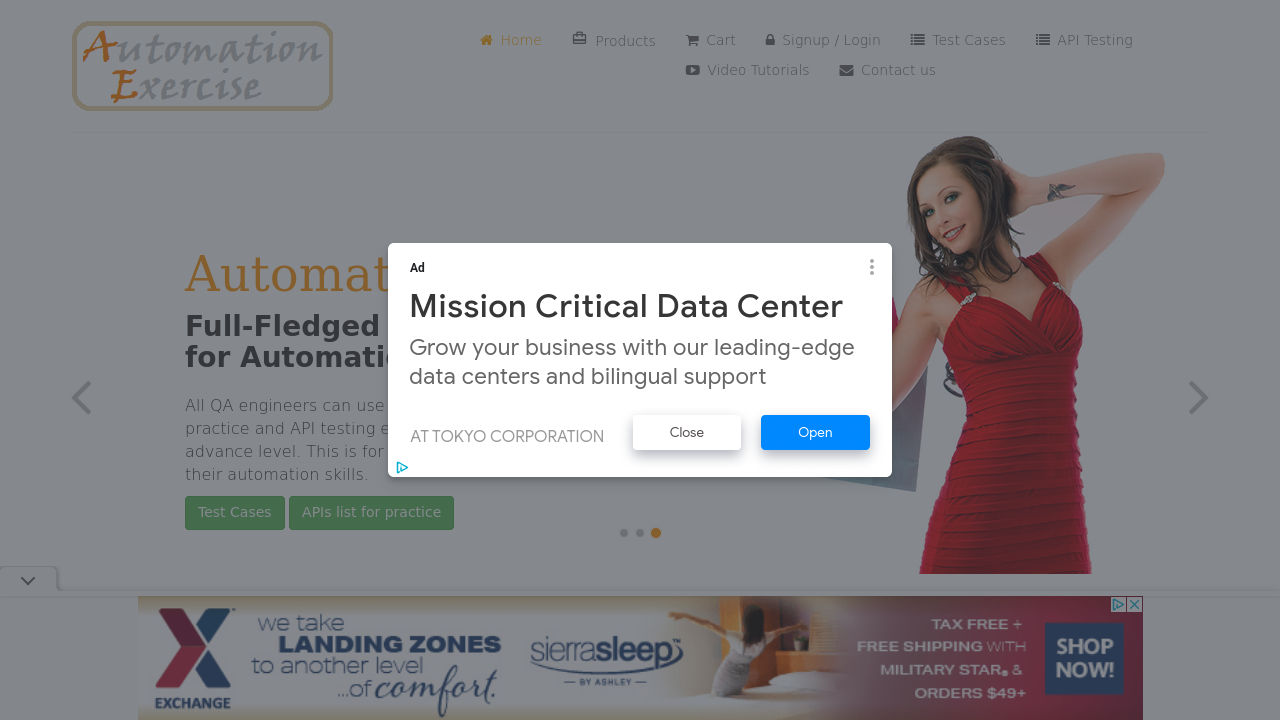 Automation
Exercise
Home
Products
Cart
Signup / Login
Test Cases
API Testing
Video Tutorials
Contact us
Automat
Full-Fledged
for Automati
All QA engineers can use
practice and API testing
advance level. This is for
their automation skills.
Test Cases
APIs list for practice
Ad
Mission Critical Data Center
Grow your business with our leading-edge
data centers and bilingual support
AT TOKYO CORPORATION
Close
Open
X
EXCHANGE
we take
LANDING ZONES
to another level
...of comfort.
sierrasleep™
BY ASHLEY
TAX FREE +
FREE SHIPPING WITH
MILITARY STAR® &
ORDERS $49+
SHOP
NOW!